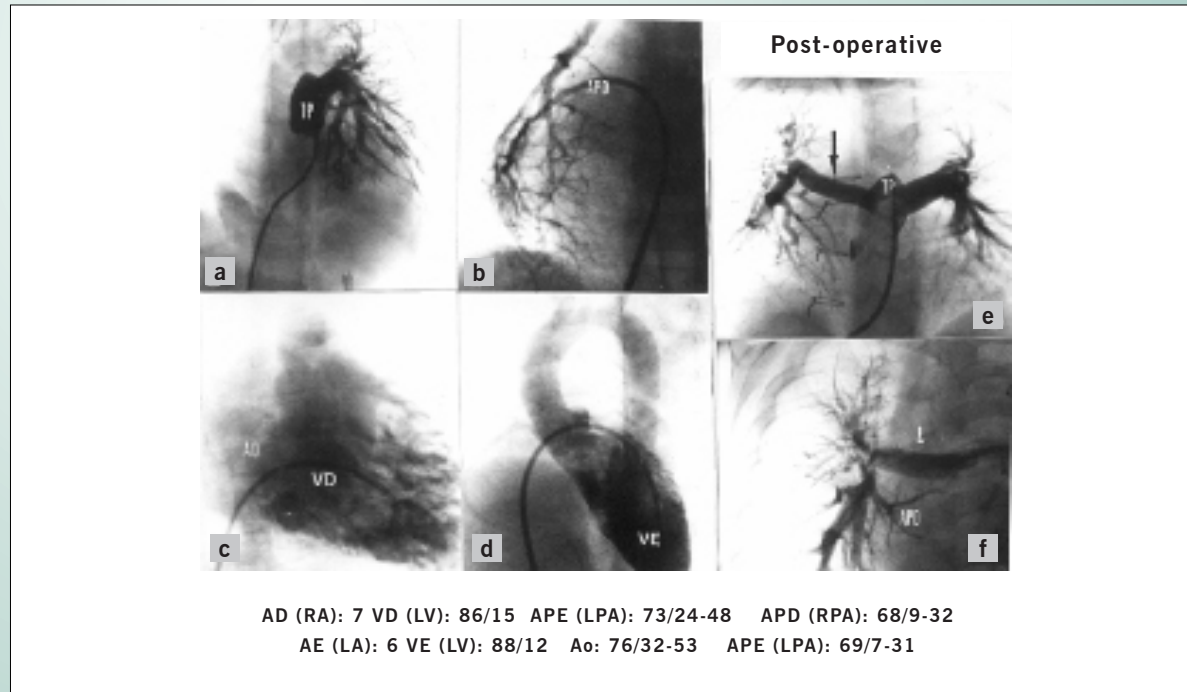 Post-operative
TP
APD
a
b
TP
e
AD
VD
c
VE
d
L
APD
f
AD (RA): 7 VD (LV): 86/15 APE (LPA): 73/24-48 APD (RPA): 68/9-32
AE (LA): 6 VE (LV): 88/12 Ao: 76/32-53 APE (LPA): 69/7-31